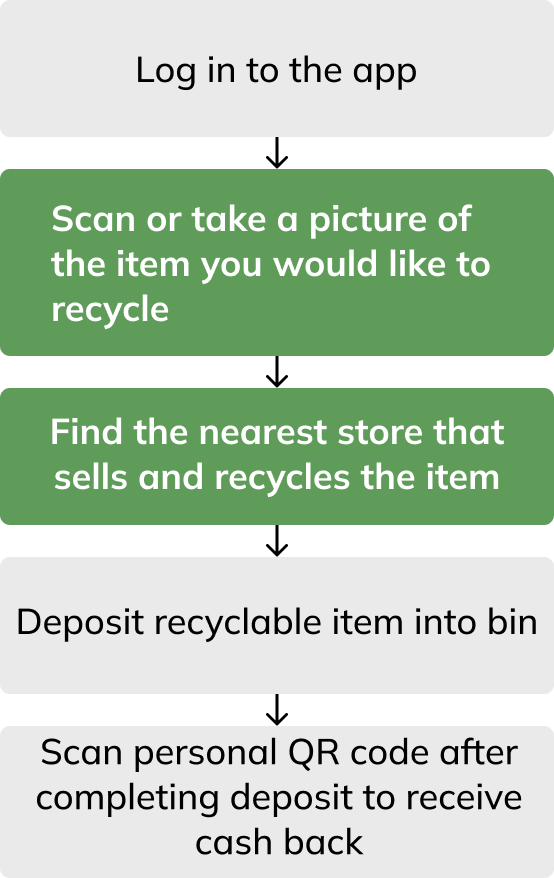 Log in to the app
Scan or take a picture of
the item you would like to
recycle
Find the nearest store that
sells and recycles the item
Deposit recyclable item into bin
Scan personal QR code after
completing deposit to receive
cash back